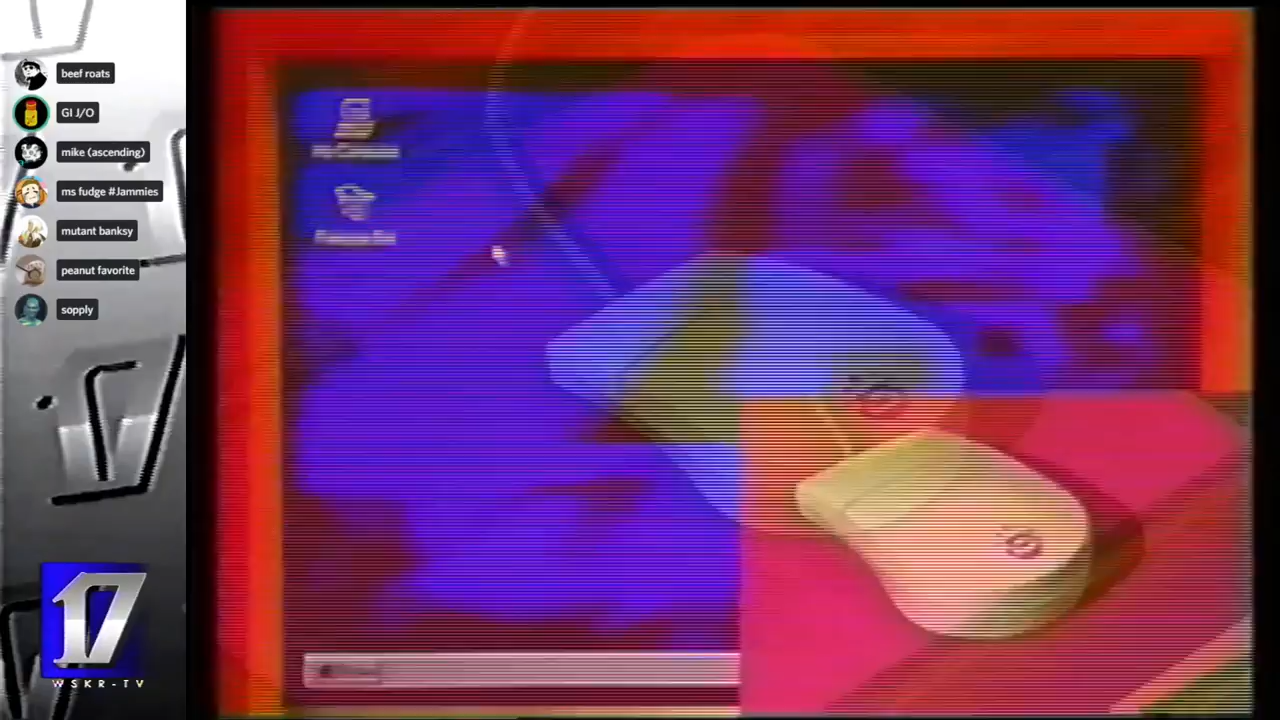 beef roats
GI J/O
mike (ascending)
ms fudge #Jammies
mutant banksy
peanut favorite
sopply
17
WSKR-TV